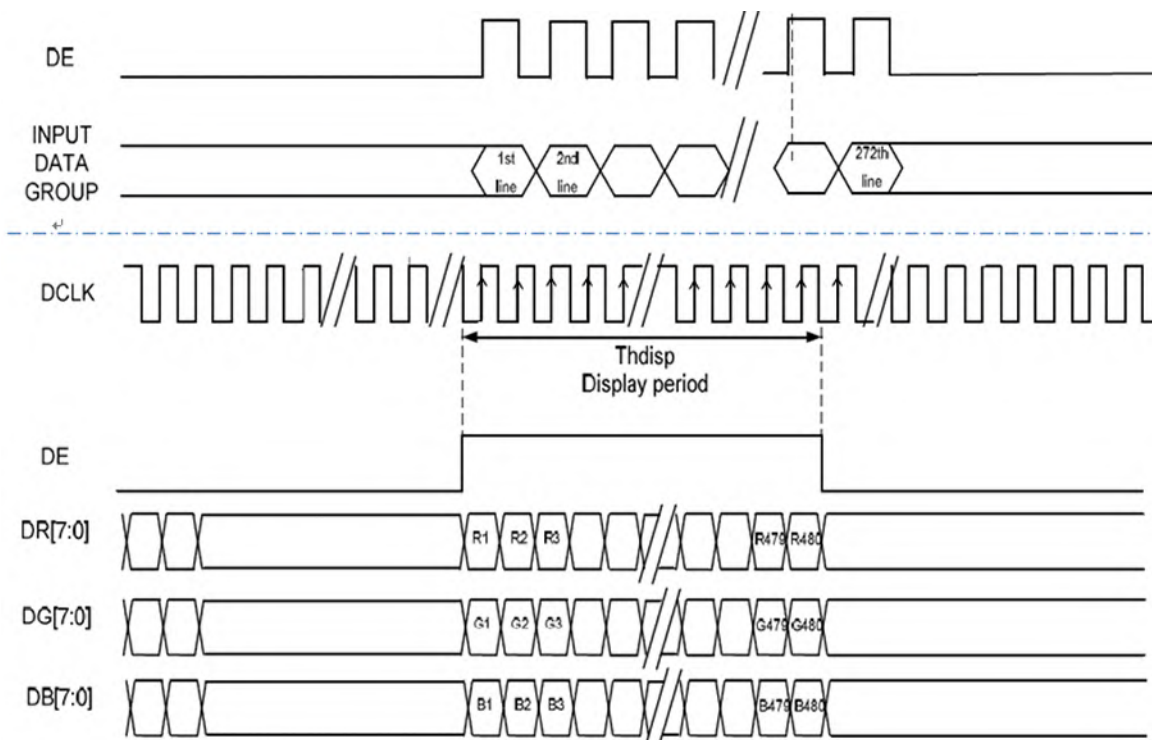 DE
INPUT
DATA
GROUP
1st
line
2nd
line
272th
line
DCLK
Thdisp
Display period
DE
DR[7:0]
R1 R2 R3 R479 R480
DG[7:0]
G1 G2 G3 G479 G480
DB[7:0]
B1 B2 B3 B479 B480